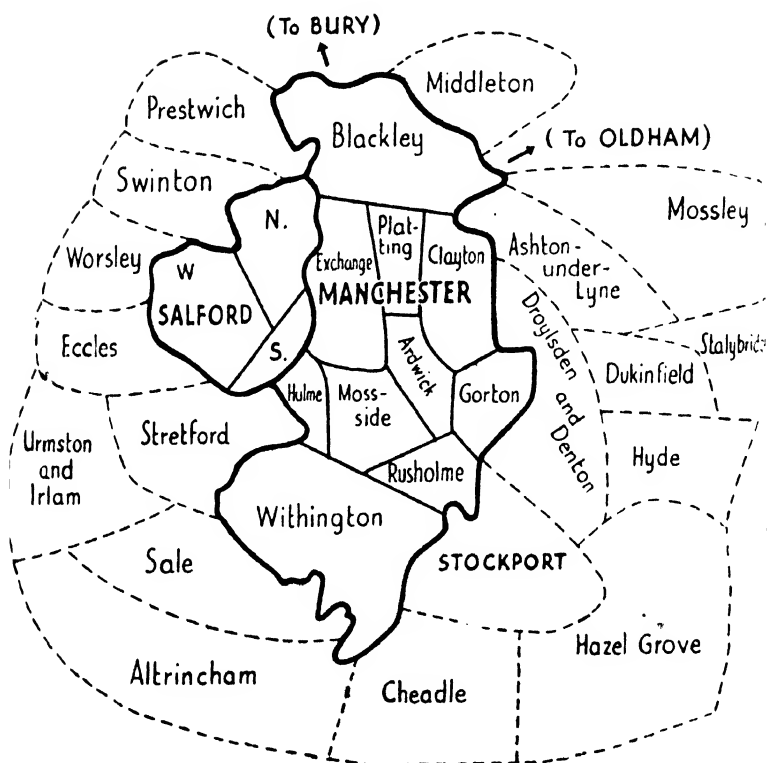 (To BURY)
Middleton
Prestwich
Blackley
(To OLDHAM)
Swinton
Mossley
N.
Plat-
ting
Ashton-
under-
Lyne
Worsley
W
Exchange
Clayton
SALFORD
MANCHESTER
Droylsden and Denton
Eccles
S.
Ardwick
Stalybrid
Dukinfield
Hulme
Moss-
side
Gorton
Urmston
and
Irlam
Stretford
Rusholme
Hyde
Withington
Sale
STOCKPORT
Hazel Grove
Altrincham
Cheadle